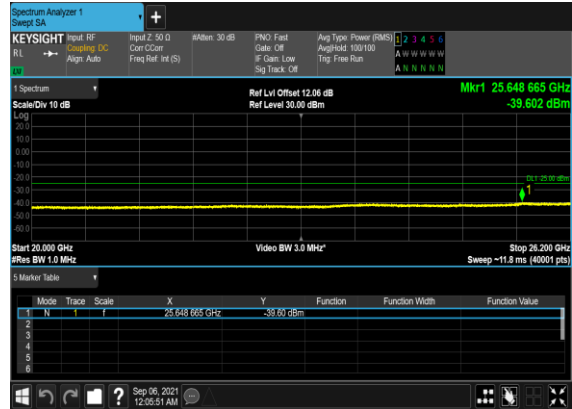 Spectrum Analyzer 1
Swept SA
+
KEYSIGHT Input: RF Input Z: 50 Ω #Atten: 30 dB PNO: Fast Avg Type: Power (RMS) 1 2 3 4 5 6
RL Coupling: DC Corr CCorr Gate: Off Avg|Hold: 100/100 A W W W W W
Align: Auto Freq Ref: Int (S) IF Gain: Low Trig: Free Run
Sig Track: Off A N N N N N
1 Spectrum Ref Lvl Offset 12.06 dB Mkr1 25.648 665 GHz
Scale/Div 10 dB Ref Level 30.00 dBm -39.602 dBm
Log
20.0
10.0
0.00
-10.0
-20.0
DL1 -25.00 dBm
-30.0
1
-40.0
-50.0
-60.0
Start 20.000 GHz Video BW 3.0 MHz* Stop 26.200 GHz
#Res BW 1.0 MHz Sweep ~11.8 ms (40001 pts)
5 Marker Table
Mode Trace Scale X Y Function Function Width Function Value
1 N 1 f 25.648 665 GHz -39.60 dBm
2
3
4
5
6
? Sep 06, 2021
12:05:51 AM